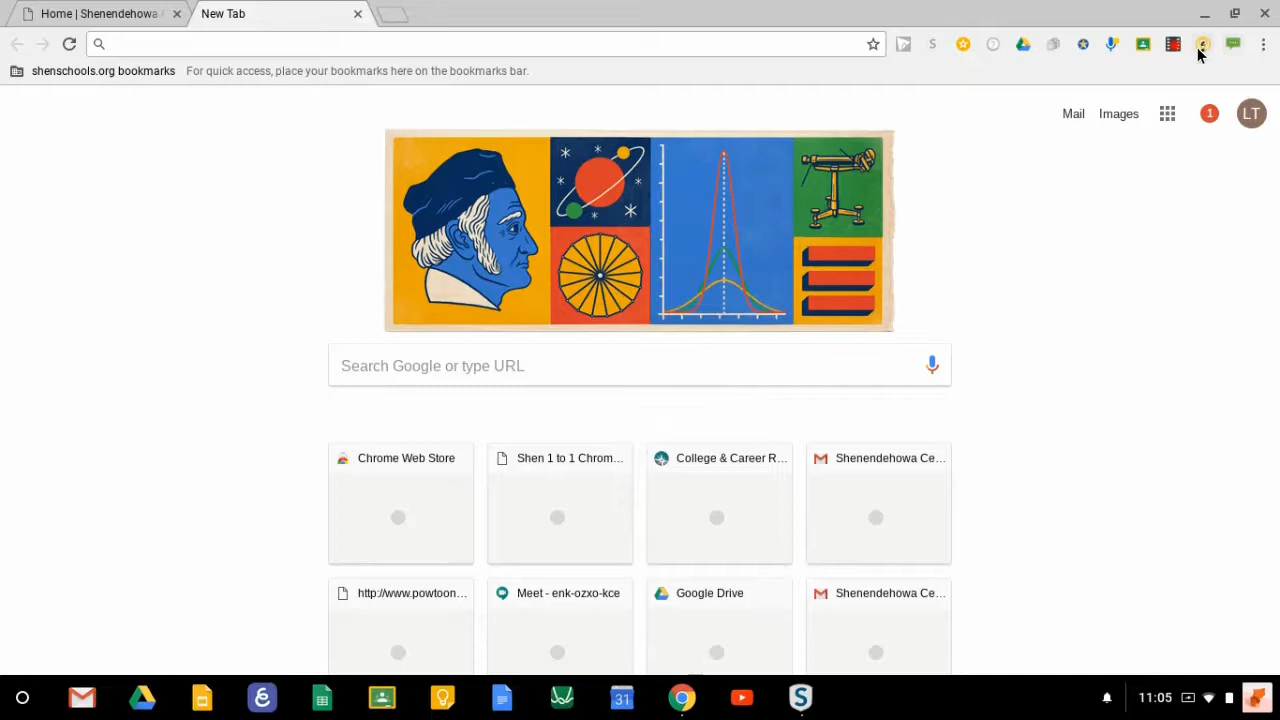 Home | Shenendehowa
New Tab
shenschools.org bookmarks For quick access, place your bookmarks here on the bookmarks bar.
Mail Images 1 LT
Search Google or type URL
Chrome Web Store
Shen 1 to 1 Chrom...
College & Career R...
Shenendehowa Ce...
http://www.powtoon...
Meet - enk-ozxo-kce
Google Drive
Shenendehowa Ce...
31
11:05